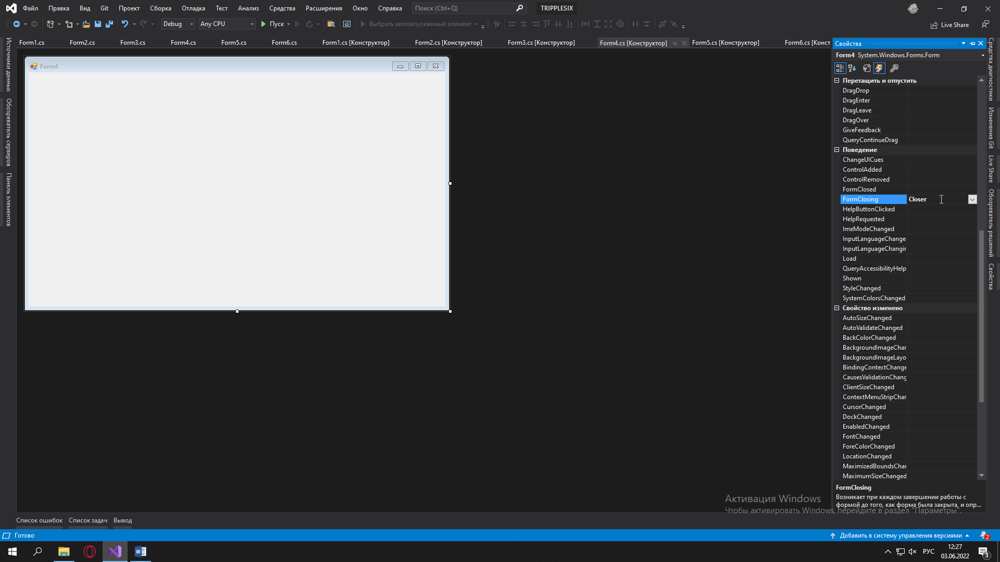 Файл Правка Вид Git Проект Сборка Отладка Тест Анализ Средства Расширения Окно Справка Поиск (Ctrl+Q) TRIPPLESIX
Debug Any CPU Пуск Выбрать автозапускаемый элемент Live Share
Form1.cs Form2.cs Form3.cs Form4.cs Form5.cs Form6.cs Form1.cs [Конструктор] Form2.cs [Конструктор] Form3.cs [Конструктор] Form4.cs [Конструктор] Form5.cs [Конструктор] Form6.cs [Конст
Источники данных
Обозреватель серверов
Панель элементов
Form4
Свойства
Form4 System.Windows.Forms.Form
Перетащить и отпустить
DragDrop
DragEnter
DragLeave
DragOver
GiveFeedback
QueryContinueDrag
Поведение
ChangeUICues
ControlAdded
ControlRemoved
FormClosed
FormClosing Closer
HelpButtonClicked
HelpRequested
ImeModeChanged
InputLanguageChange
InputLanguageChangin
Load
QueryAccessibilityHelp
Shown
StyleChanged
SystemColorsChanged
Свойство изменено
AutoSizeChanged
AutoValidateChanged
BackColorChanged
BackgroundImageChan
BackgroundImageLayo
BindingContextChange
CausesValidationChang
ClientSizeChanged
ContextMenuStripChan
CursorChanged
DockChanged
EnabledChanged
FontChanged
ForeColorChanged
LocationChanged
MaximizedBoundsChan
MaximumSizeChanged
FormClosing
Возникает при каждом завершении работы с
формой до того, как форма была закрыта, и опр...
Средства диагностики
Изменения Git
Live Share
Обозреватель решений
Свойства
Активация Windows
Чтобы активировать Windows, перейдите в раздел "Параметры".
Список ошибок Список задач Вывод
Готово Добавить в систему управления версиями 2
РУС 12:27
03.06.2022 3